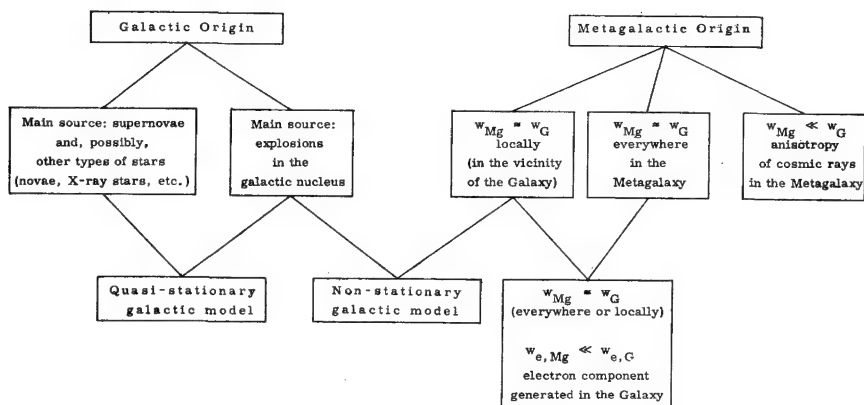 Galactic Origin
Metagalactic Origin
Main source: supernovae
and, possibly,
other types of stars
(novae, X-ray stars, etc.)
Main source:
explosions
in the
galactic nucleus
w_Mg ≈ w_G
locally
(in the vicinity
of the Galaxy)
w_Mg ≈ w_G
everywhere
in the
Metagalaxy
w_Mg ≪ w_G
anisotropy
of cosmic rays
in the Metagalaxy
Quasi-stationary
galactic model
Non-stationary
galactic model
w_Mg ≈ w_G
(everywhere or locally)
w_e,Mg ≪ w_e,G
electron component
generated in the Galaxy